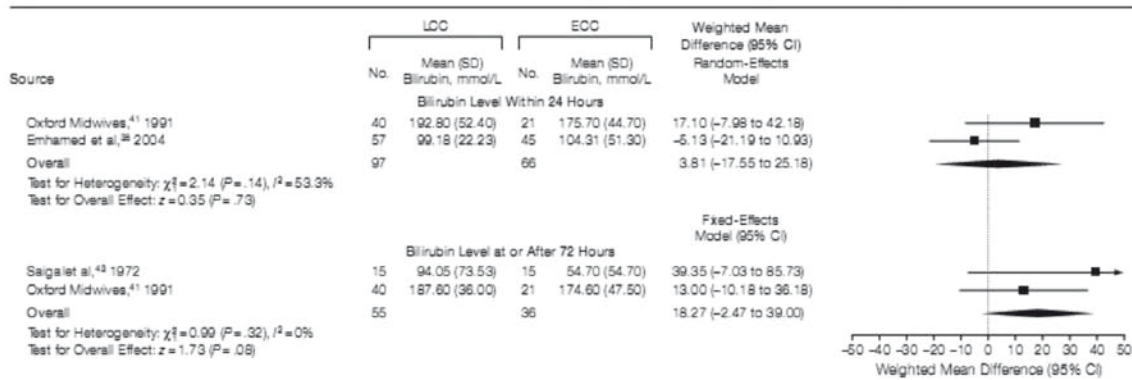 LCC ECC Weighted Mean
Difference (95% CI)
Mean (SD) Mean (SD) Random-Effects
Source No. Bilirubin, mmol/L No. Bilirubin, mmol/L Model
Bilirubin Level Within 24 Hours
Oxford Midwives,41 1991 40 192.80 (52.40) 21 175.70 (44.70) 17.10 (–7.98 to 42.18)
Emhamed et al, 2004 57 99.18 (22.23) 45 104.31 (51.30) –5.13 (–21.19 to 10.93)
Overall 97 66 3.81 (–17.55 to 25.18)
Test for Heterogeneity: χ²₁ = 2.14 (P = .14), I² = 53.3%
Test for Overall Effect: z = 0.35 (P = .73)
Fixed-Effects
Model (95% CI)
Bilirubin Level at or After 72 Hours
Saigal et al,43 1972 15 94.05 (73.53) 15 54.70 (54.70) 39.35 (–7.03 to 85.73)
Oxford Midwives,41 1991 40 187.60 (36.00) 21 174.60 (47.50) 13.00 (–10.18 to 36.18)
Overall 55 36 18.27 (–2.47 to 39.00)
Test for Heterogeneity: χ²₁ = 0.99 (P = .32), I² = 0%
Test for Overall Effect: z = 1.73 (P = .08)
–50 –40 –30 –20 –10 0 10 20 30 40 50
Weighted Mean Difference (95% CI)